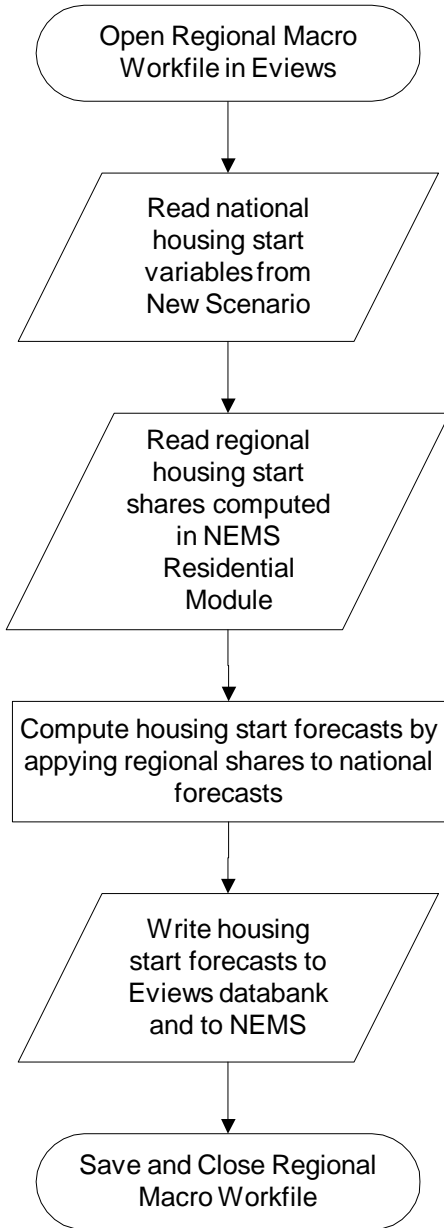 Open Regional Macro
Workfile in Eviews
Read national
housing start
variables from
New Scenario
Read regional
housing start
shares computed
in NEMS
Residential
Module
Compute housing start forecasts by
appying regional shares to national
forecasts
Write housing
start forecasts to
Eviews databank
and to NEMS
Save and Close Regional
Macro Workfile